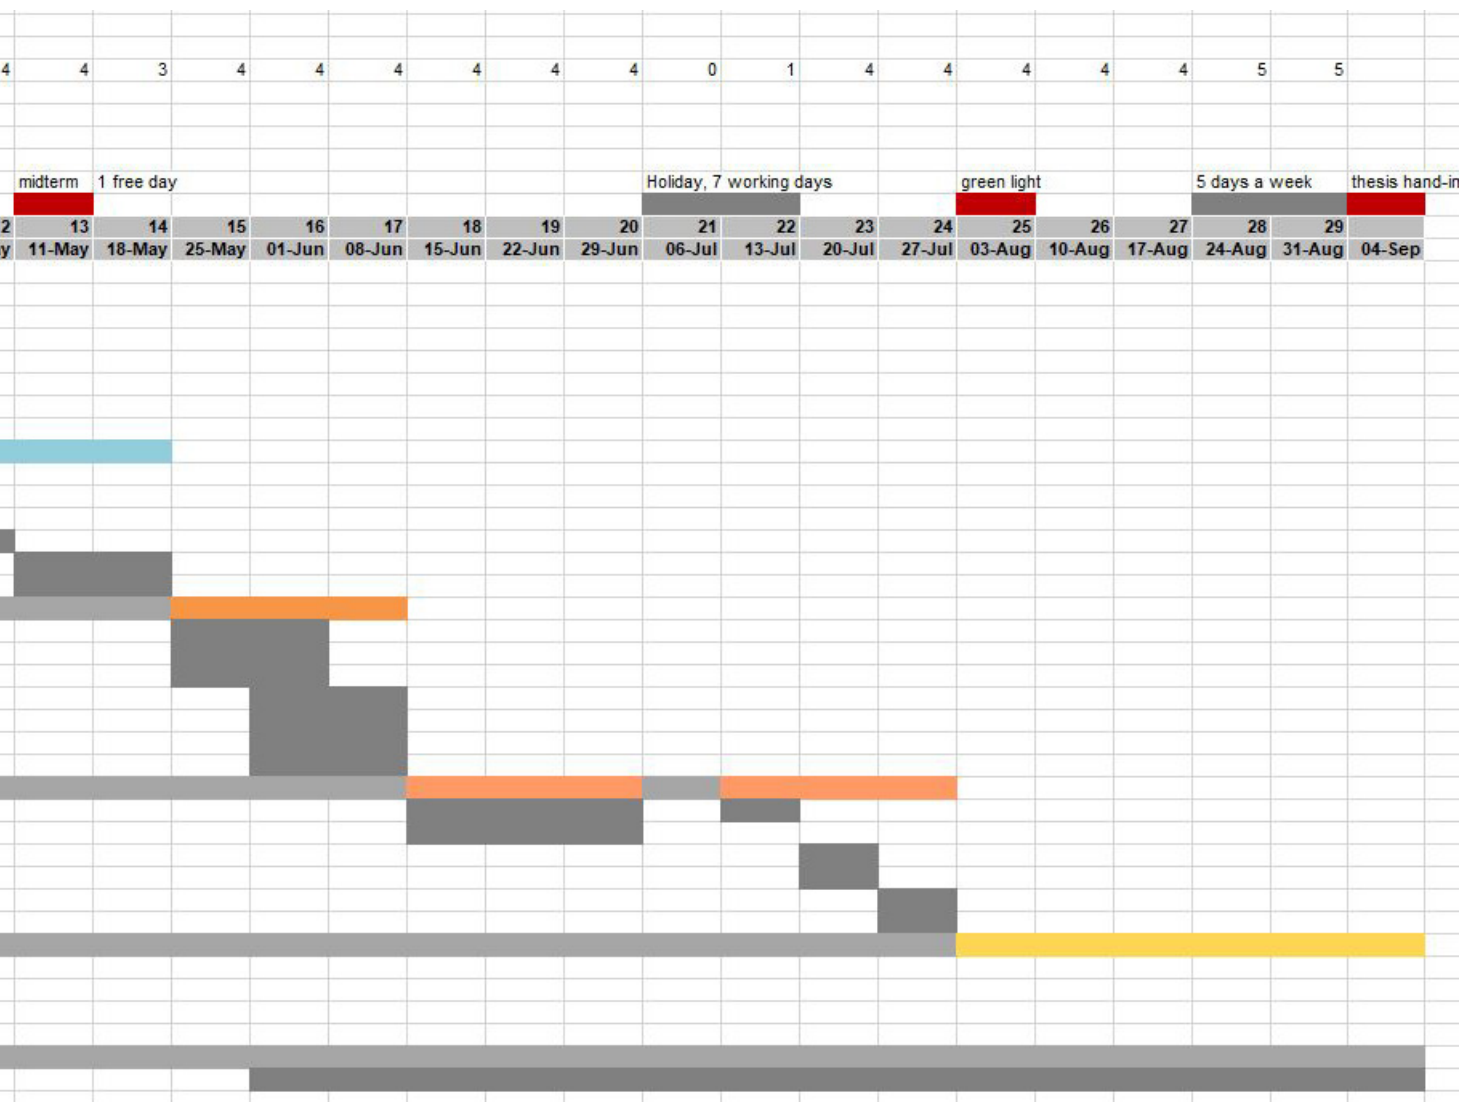 4 4 3 4 4 4 4 4 4 0 1 4 4 4 4 4 5 5
midterm 1 free day Holiday, 7 working days green light 5 days a week thesis hand-in
2 13 14 15 16 17 18 19 20 21 22 23 24 25 26 27 28 29
y 11-May 18-May 25-May 01-Jun 08-Jun 15-Jun 22-Jun 29-Jun 06-Jul 13-Jul 20-Jul 27-Jul 03-Aug 10-Aug 17-Aug 24-Aug 31-Aug 04-Sep